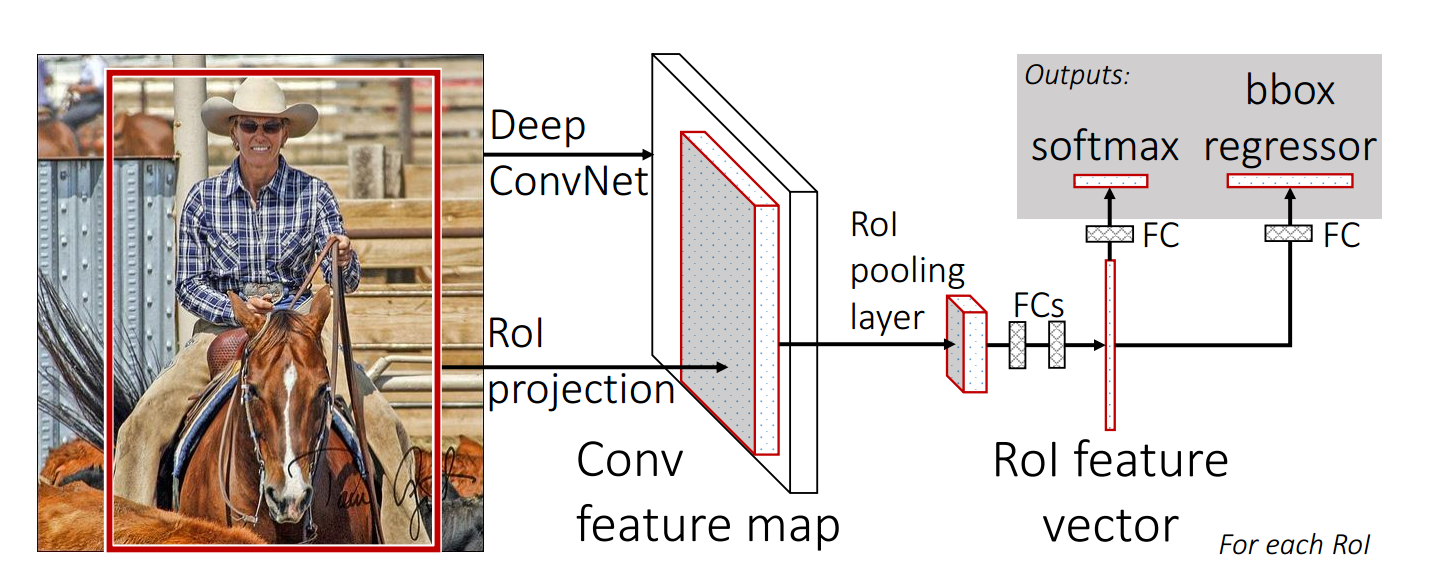 Deep
ConvNet
RoI
projection
Conv
feature map
RoI
pooling
layer
FCs
RoI feature
vector
Outputs:
softmax
bbox
regressor
FC
FC
For each RoI